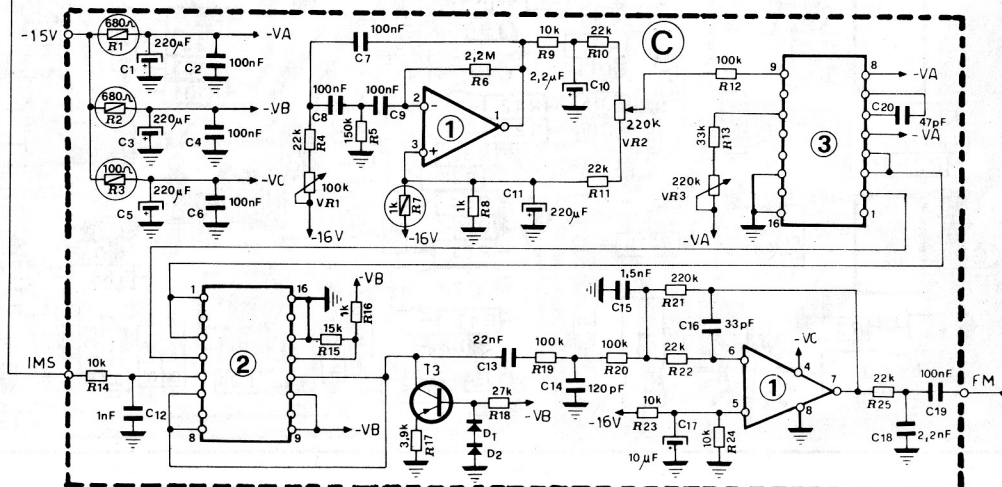 -15V
680Ω
R1
220μF
C1
C2
100nF
-VA
680Ω
R2
220μF
C3
C4
100nF
-VB
100Ω
R3
220μF
C5
C6
100nF
-VC
100nF
C7
100nF
C8
100nF
C9
22k
R4
150k
R5
100k
VR1
-16V
2,2M
R6
2
-
3
+
1
1
1k
R7
-16V
1k
R8
C11
220μF
10k
R9
22k
R10
2,2μF
C10
220k
VR2
22k
R11
C
100k
R12
33k
R13
220k
VR3
-VA
9
8
16
1
3
-VA
C20
47pF
-VA
IMS
10k
R14
1nF
C12
1
16
8
9
2
-VB
1k
R16
15k
R15
-VB
T3
3,9k
R17
27k
R18
-VB
D1
D2
22nF
C13
100k
R19
C14
120pF
100k
R20
1,5nF
C15
220k
R21
C16
33pF
22k
R22
-16V
10k
R23
C17
10μF
10k
R24
6
5
1
-VC
4
7
8
22k
R25
100nF
C19
C18
2,2nF
FM